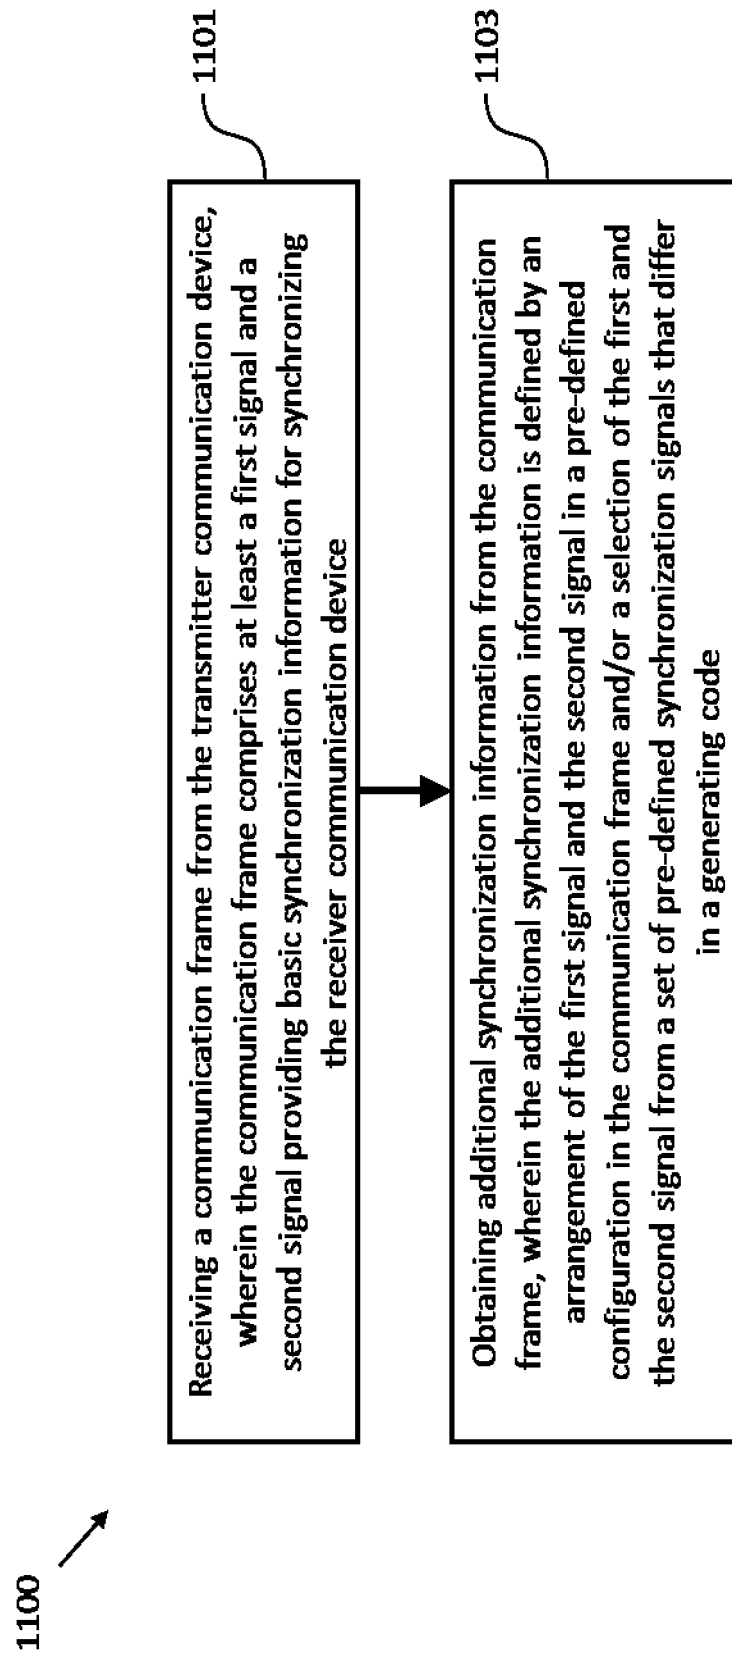 1100
1101
Receiving a communication frame from the transmitter communication device,
wherein the communication frame comprises at least a first signal and a
second signal providing basic synchronization information for synchronizing
the receiver communication device
1103
Obtaining additional synchronization information from the communication
frame, wherein the additional synchronization information is defined by an
arrangement of the first signal and the second signal in a pre-defined
configuration in the communication frame and/or a selection of the first and
the second signal from a set of pre-defined synchronization signals that differ
in a generating code